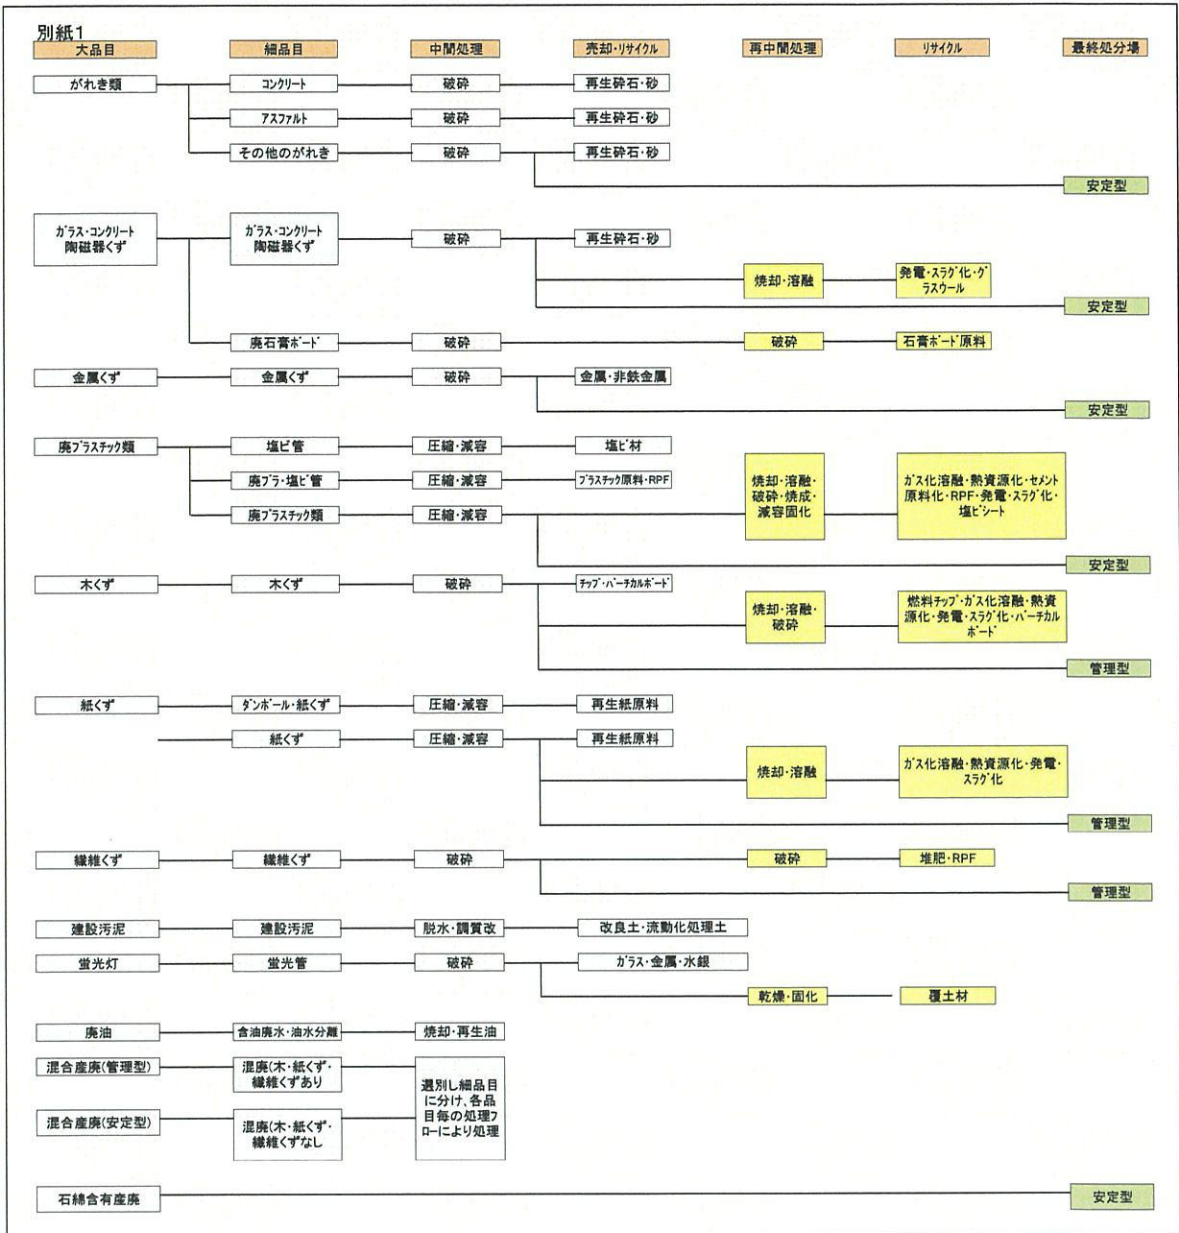 別紙1
大品目 細品目 中間処理 売却・リサイクル 再中間処理 リサイクル 最終処分場
がれき類 コンクリート 破砕 再生砕石・砂
アスファルト 破砕 再生砕石・砂
その他のがれき 破砕 再生砕石・砂
安定型
ガラス・コンクリート
陶磁器くず
ガラス・コンクリート
陶磁器くず
破砕 再生砕石・砂
焼却・溶融
発電・スラグ化・グ
ラスウール
安定型
廃石膏ボード 破砕 破砕 石膏ボード原料
金属くず 金属くず 破砕 金属・非鉄金属
安定型
廃プラスチック類 塩ビ管 圧縮・減容 塩ビ材
廃プラ・塩ビ管 圧縮・減容 プラスチック原料・RPF
廃プラスチック類 圧縮・減容
焼却・溶融・
破砕・焼成・
減容固化
ガス化溶融・熱資源化・セメント
原料化・RPF・発電・スラグ化・
塩ビシート
安定型
木くず 木くず 破砕 チップ・パーチカルボード
焼却・溶融・
破砕
燃料チップ・ガス化溶融・熱資
源化・発電・スラグ化・パーチカル
ボード
管理型
紙くず ダンボール・紙くず 圧縮・減容 再生紙原料
紙くず 圧縮・減容 再生紙原料
焼却・溶融
ガス化溶融・熱資源化・発電・
スラグ化
管理型
繊維くず 繊維くず 破砕 破砕 堆肥・RPF
管理型
建設汚泥 建設汚泥 脱水・調質改 改良土・流動化処理土
蛍光灯 蛍光管 破砕 ガラス・金属・水銀
乾燥・固化 覆土材
廃油 含油廃水・油水分離 焼却・再生油
混合産廃(管理型)
混廃(木・紙くず・
繊維くずあり
選別し細品目
に分け、各品
目毎の処理フ
ローにより処理
混合産廃(安定型)
混廃(木・紙くず・
繊維くずなし
石綿含有産廃 安定型